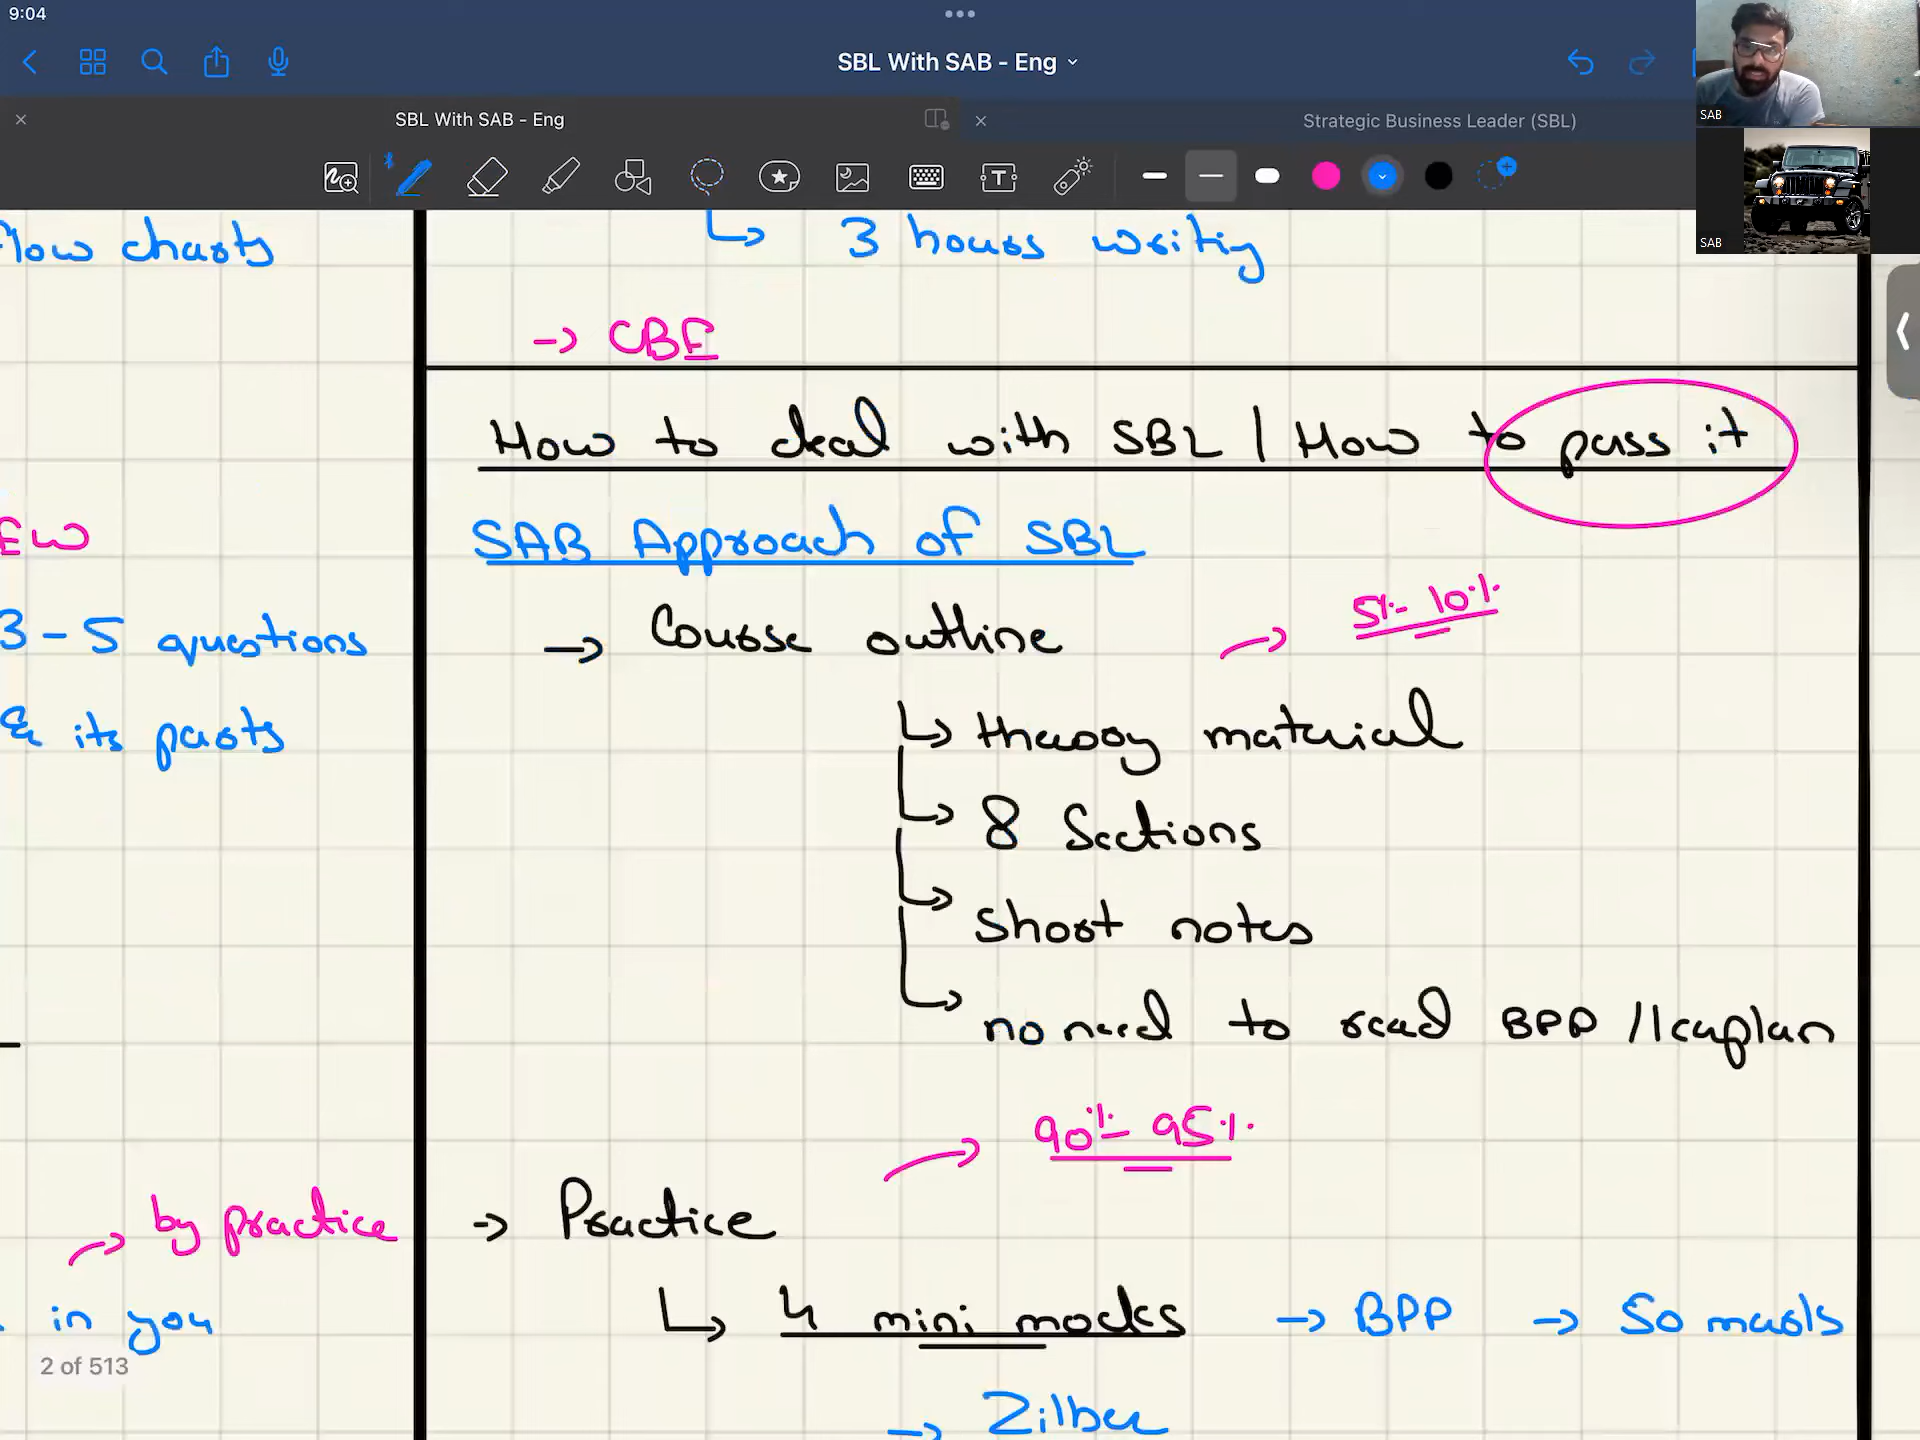 9:04
SBL With SAB - Eng
SBL With SAB - Eng
Strategic Business Leader (SBL)
SAB
SAB
flow charts
3 hours writing
→ CBE
How to deal with SBL / How to pass it
SAB Approach of SBL
→ Course outline
→ 5%- 10%
↳ theory material
↳ 8 Sections
↳ short notes
↳ no need to read BPP / Kaplan
EW
3-5 questions
& its parts
→ 90%- 95%
→ by practice
in you
→ Practice
↳ 4 mini mocks → BPP → 50 marks
→ Zilber
2 of 513